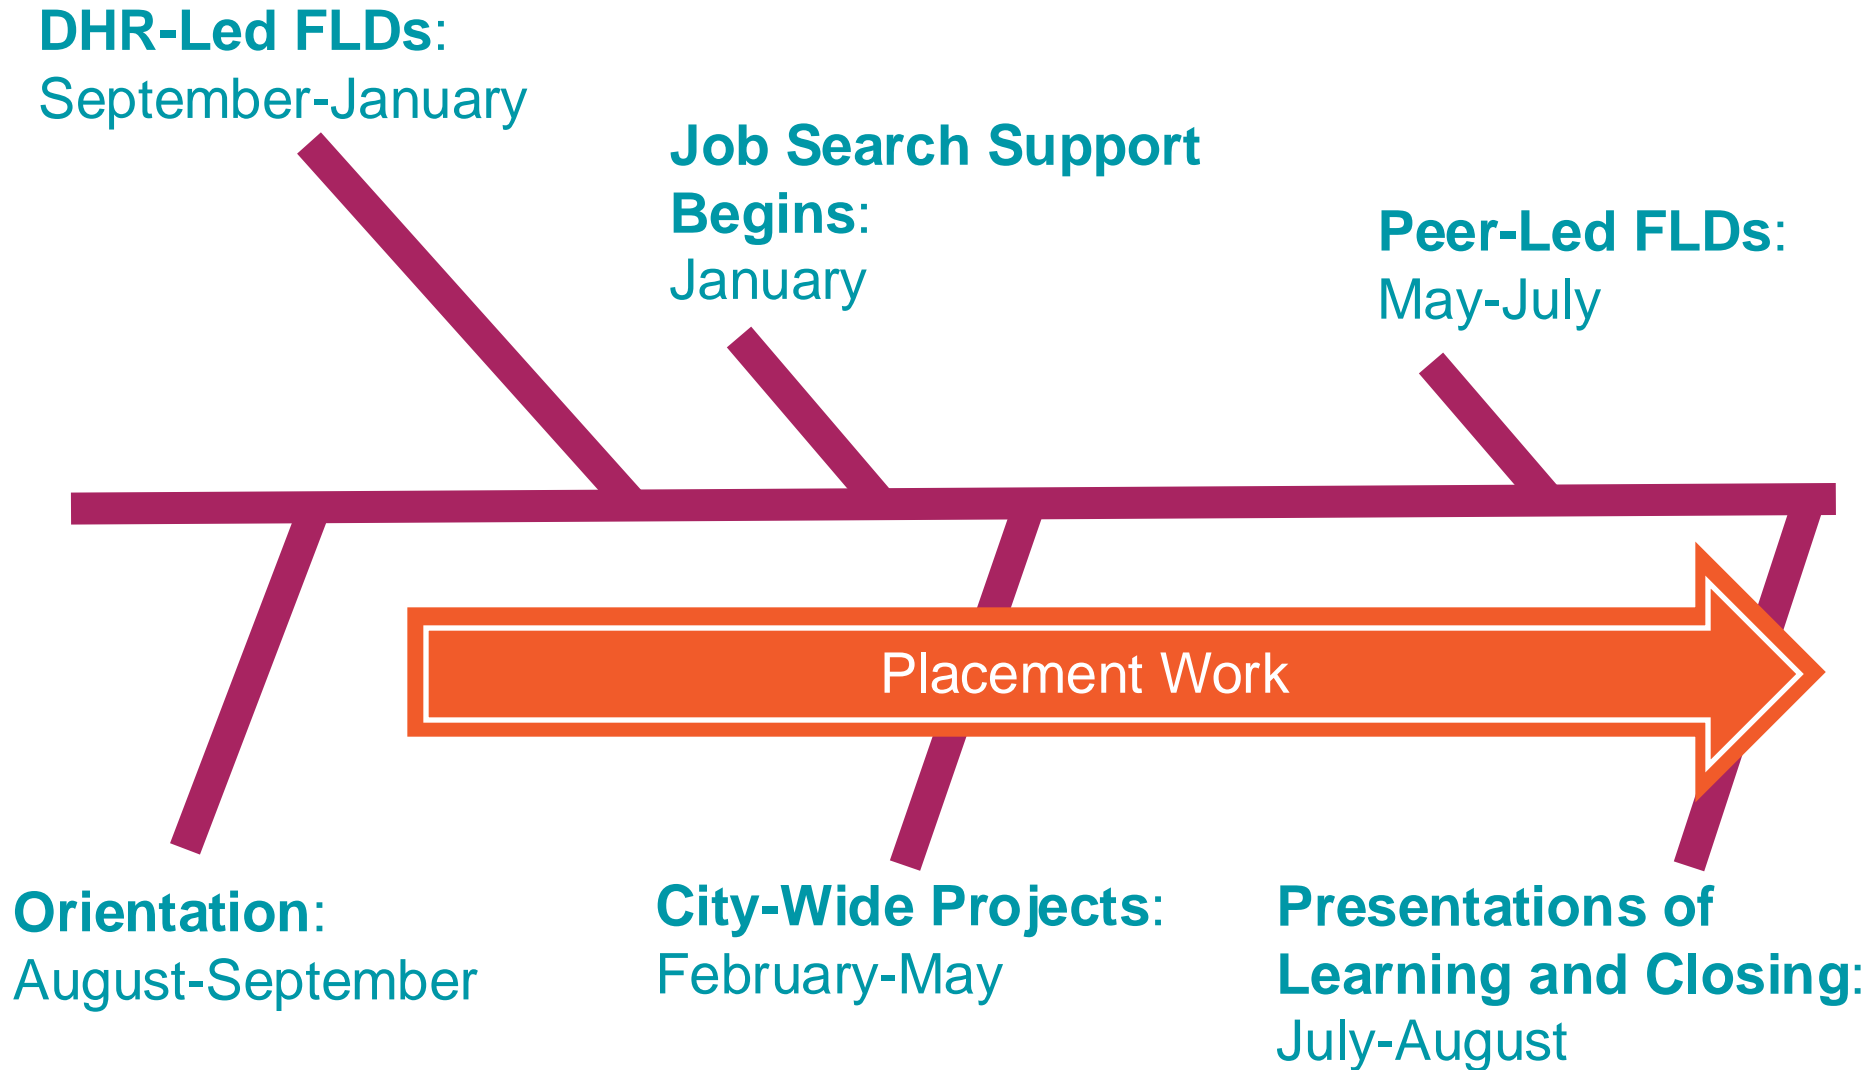 DHR-Led FLDs:
September-January
Job Search Support
Begins:
January
Peer-Led FLDs:
May-July
Placement Work
Orientation:
August-September
City-Wide Projects:
February-May
Presentations of
Learning and Closing:
July-August